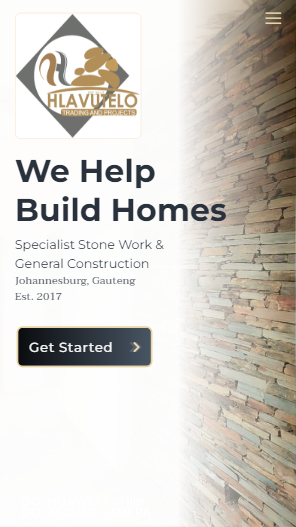 HLAVUTELO
TRADING AND PROJECTS
We Help
Build Homes
Specialist Stone Work &
General Construction
Johannesburg, Gauteng
Est. 2017
Get Started